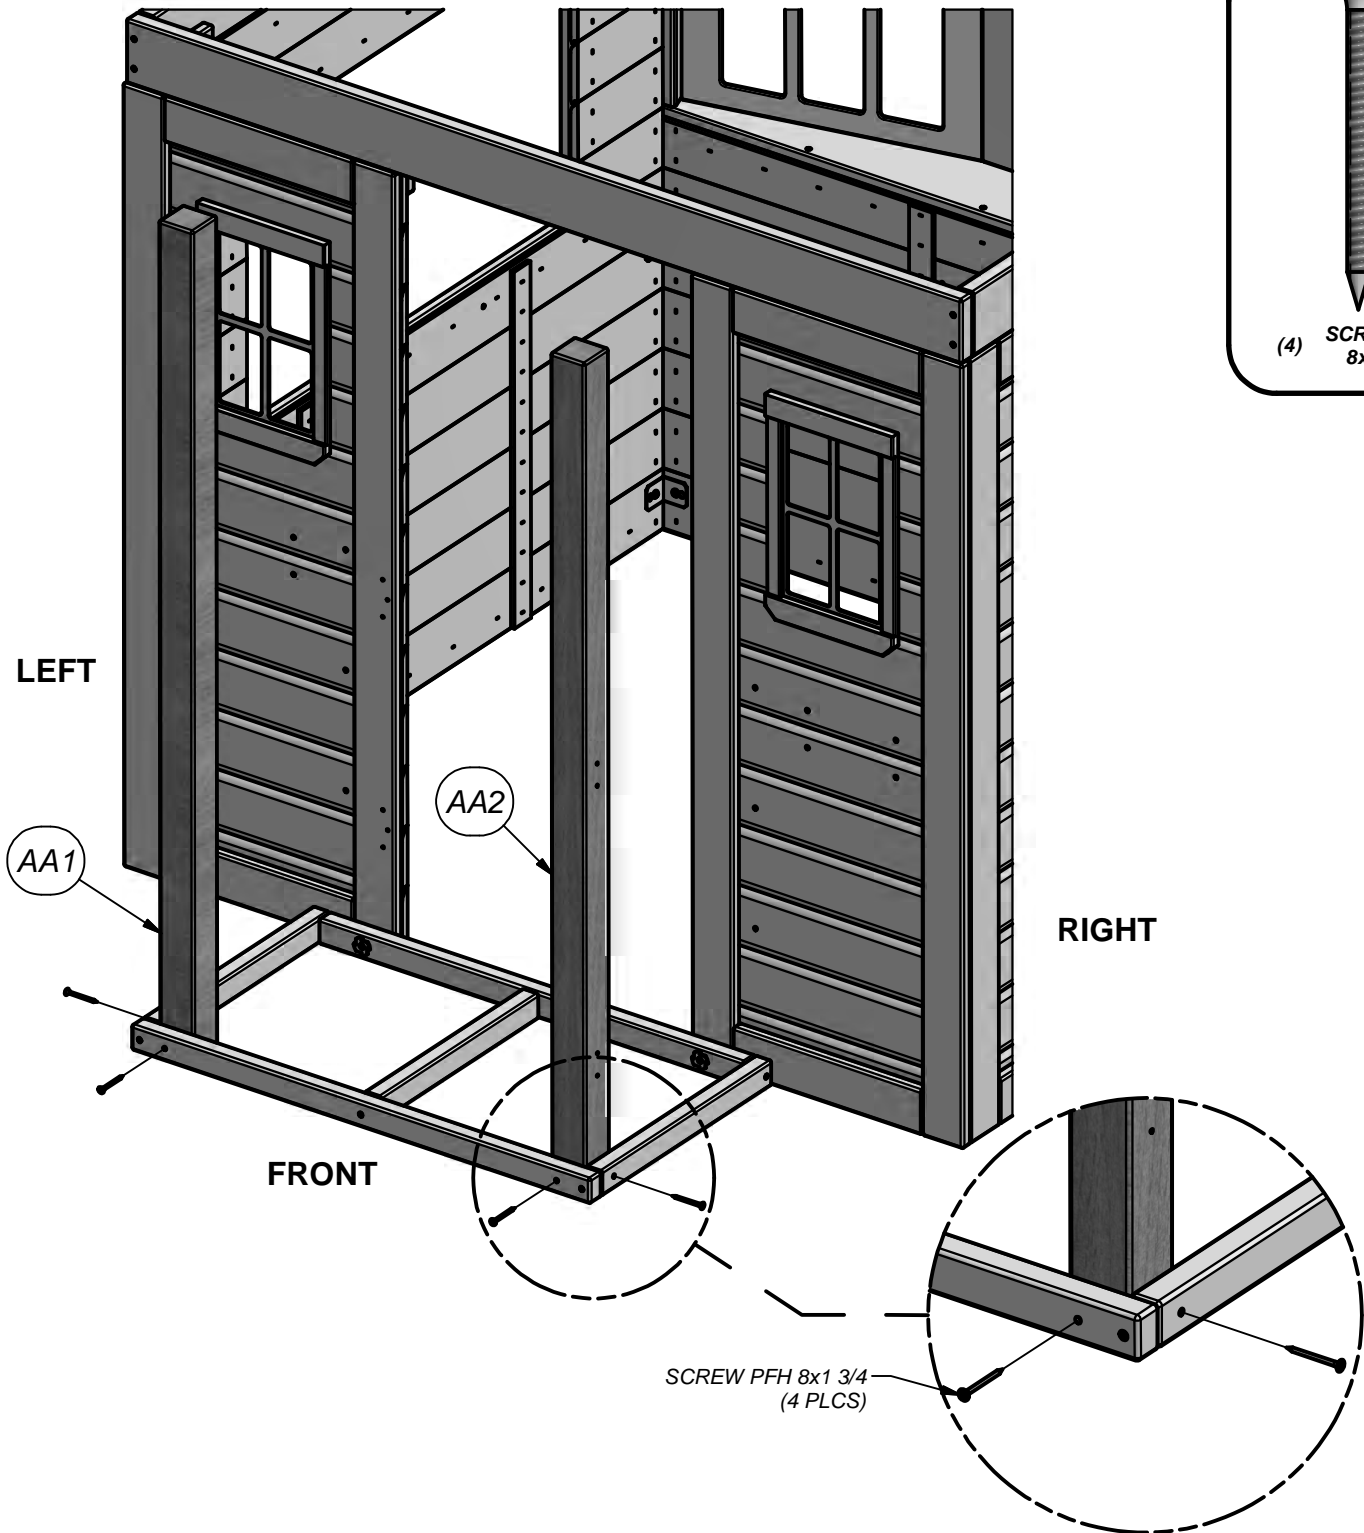 (4)
LEFT
AA2
AA1
RIGHT
FRONT
SCREW PFH 8x1 3/4
(4 PLCS)